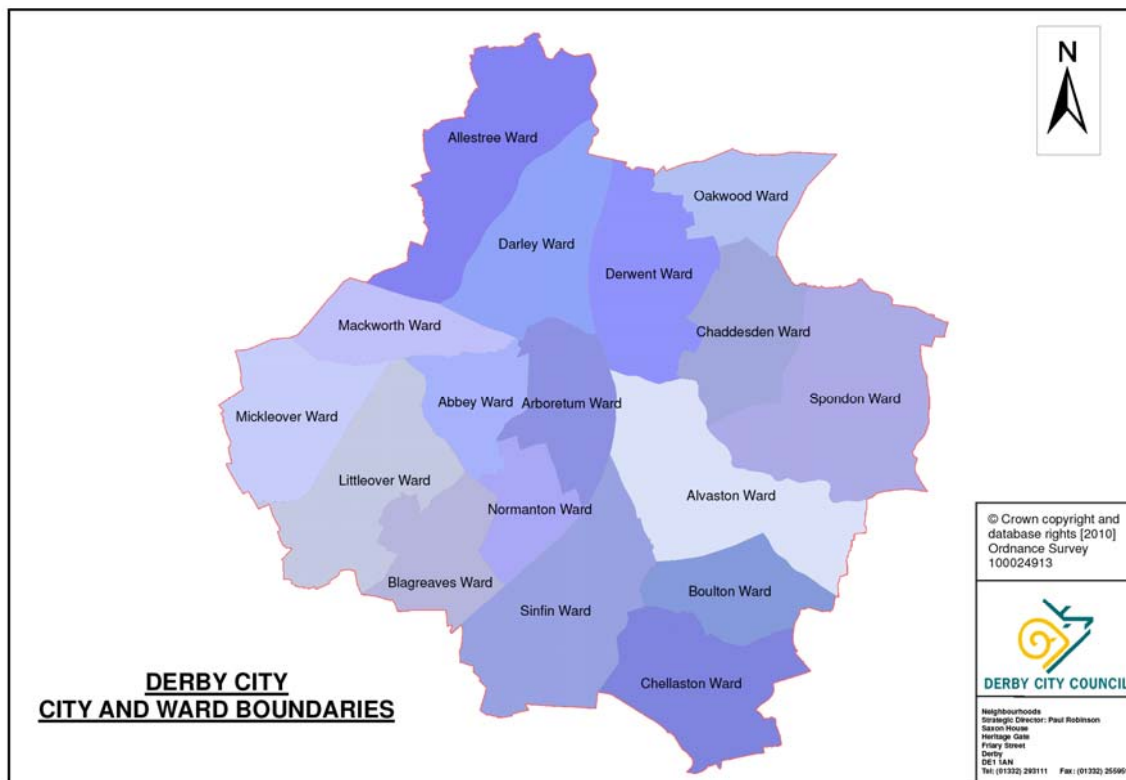 N
Allestree Ward
Oakwood Ward
Darley Ward
Derwent Ward
Mackworth Ward
Chaddesden Ward
Abbey Ward
Arboretum Ward
Spondon Ward
Mickleover Ward
Littleover Ward
Alvaston Ward
Normanton Ward
Blagreaves Ward
Boulton Ward
Sinfin Ward
Chellaston Ward
DERBY CITY
CITY AND WARD BOUNDARIES
© Crown copyright and
database rights [2010]
Ordnance Survey
100024913
DERBY CITY COUNCIL
Neighbourhoods
Strategic Director: Paul Robinson
Saxon House
Heritage Gate
Friary Street
Derby
DE1 1AN
Tel: (01332) 293111 Fax: (01332)